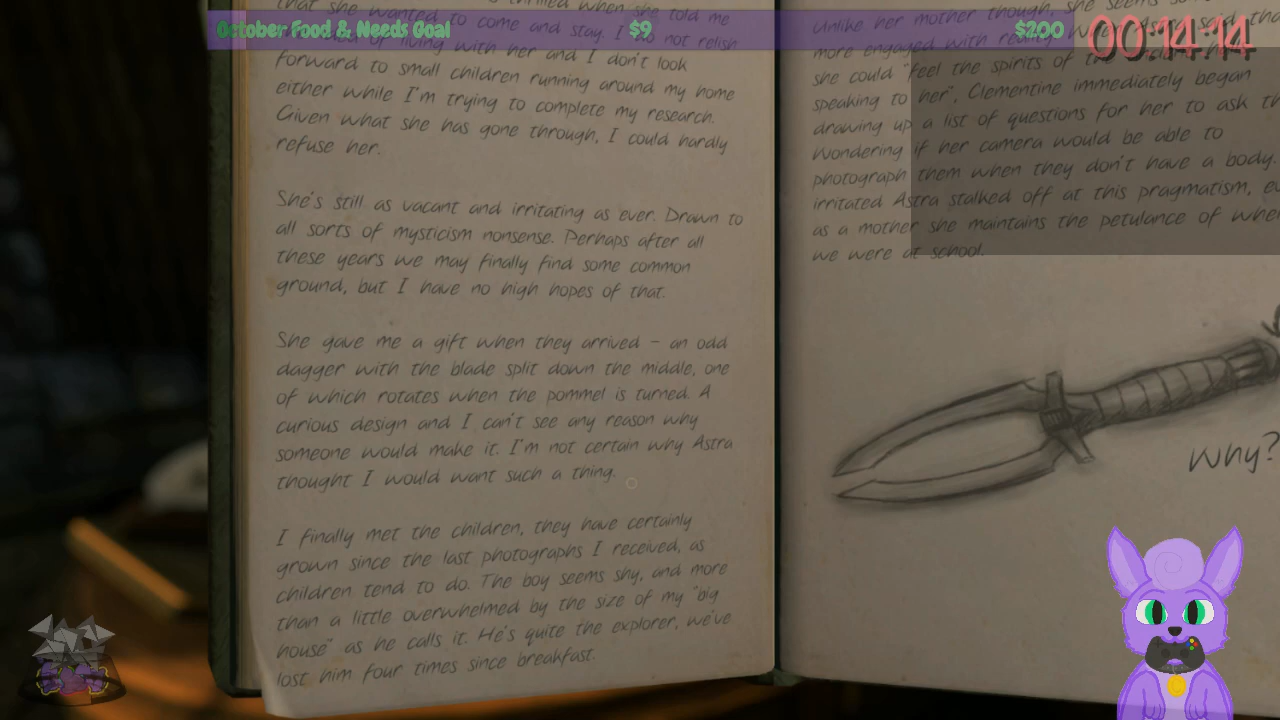 October Food & Needs Goal $9 $200
00:14:14
that she wanted to come and stay. I do not relish
of living with her and I don't look
forward to small children running around my home
either while I'm trying to complete my research.
Given what she has gone through, I could hardly
refuse her.
She's still as vacant and irritating as ever. Drawn to
all sorts of mysticism nonsense. Perhaps after all
these years we may finally find some common
ground, but I have no high hopes of that.
She gave me a gift when they arrived – an odd
dagger with the blade split down the middle, one
of which rotates when the pommel is turned. A
curious design and I can't see any reason why
someone would make it. I'm not certain why Astra
thought I would want such a thing.
I finally met the children, they have certainly
grown since the last photographs I received, as
children tend to do. The boy seems shy, and more
than a little overwhelmed by the size of my "big
house" as he calls it. He's quite the explorer, we've
lost him four times since breakfast.
Unlike her mother though, she seems
more engaged with Astra said
she could "feel the spirits of
speaking to her", Clementine immediately began
drawing up a list of questions for her to ask
wondering if her camera would be able to
photograph them when they don't have a body.
irritated Astra stalked off at this pragmatism,
as a mother she maintains the petulance of when
we were at school.
Why?